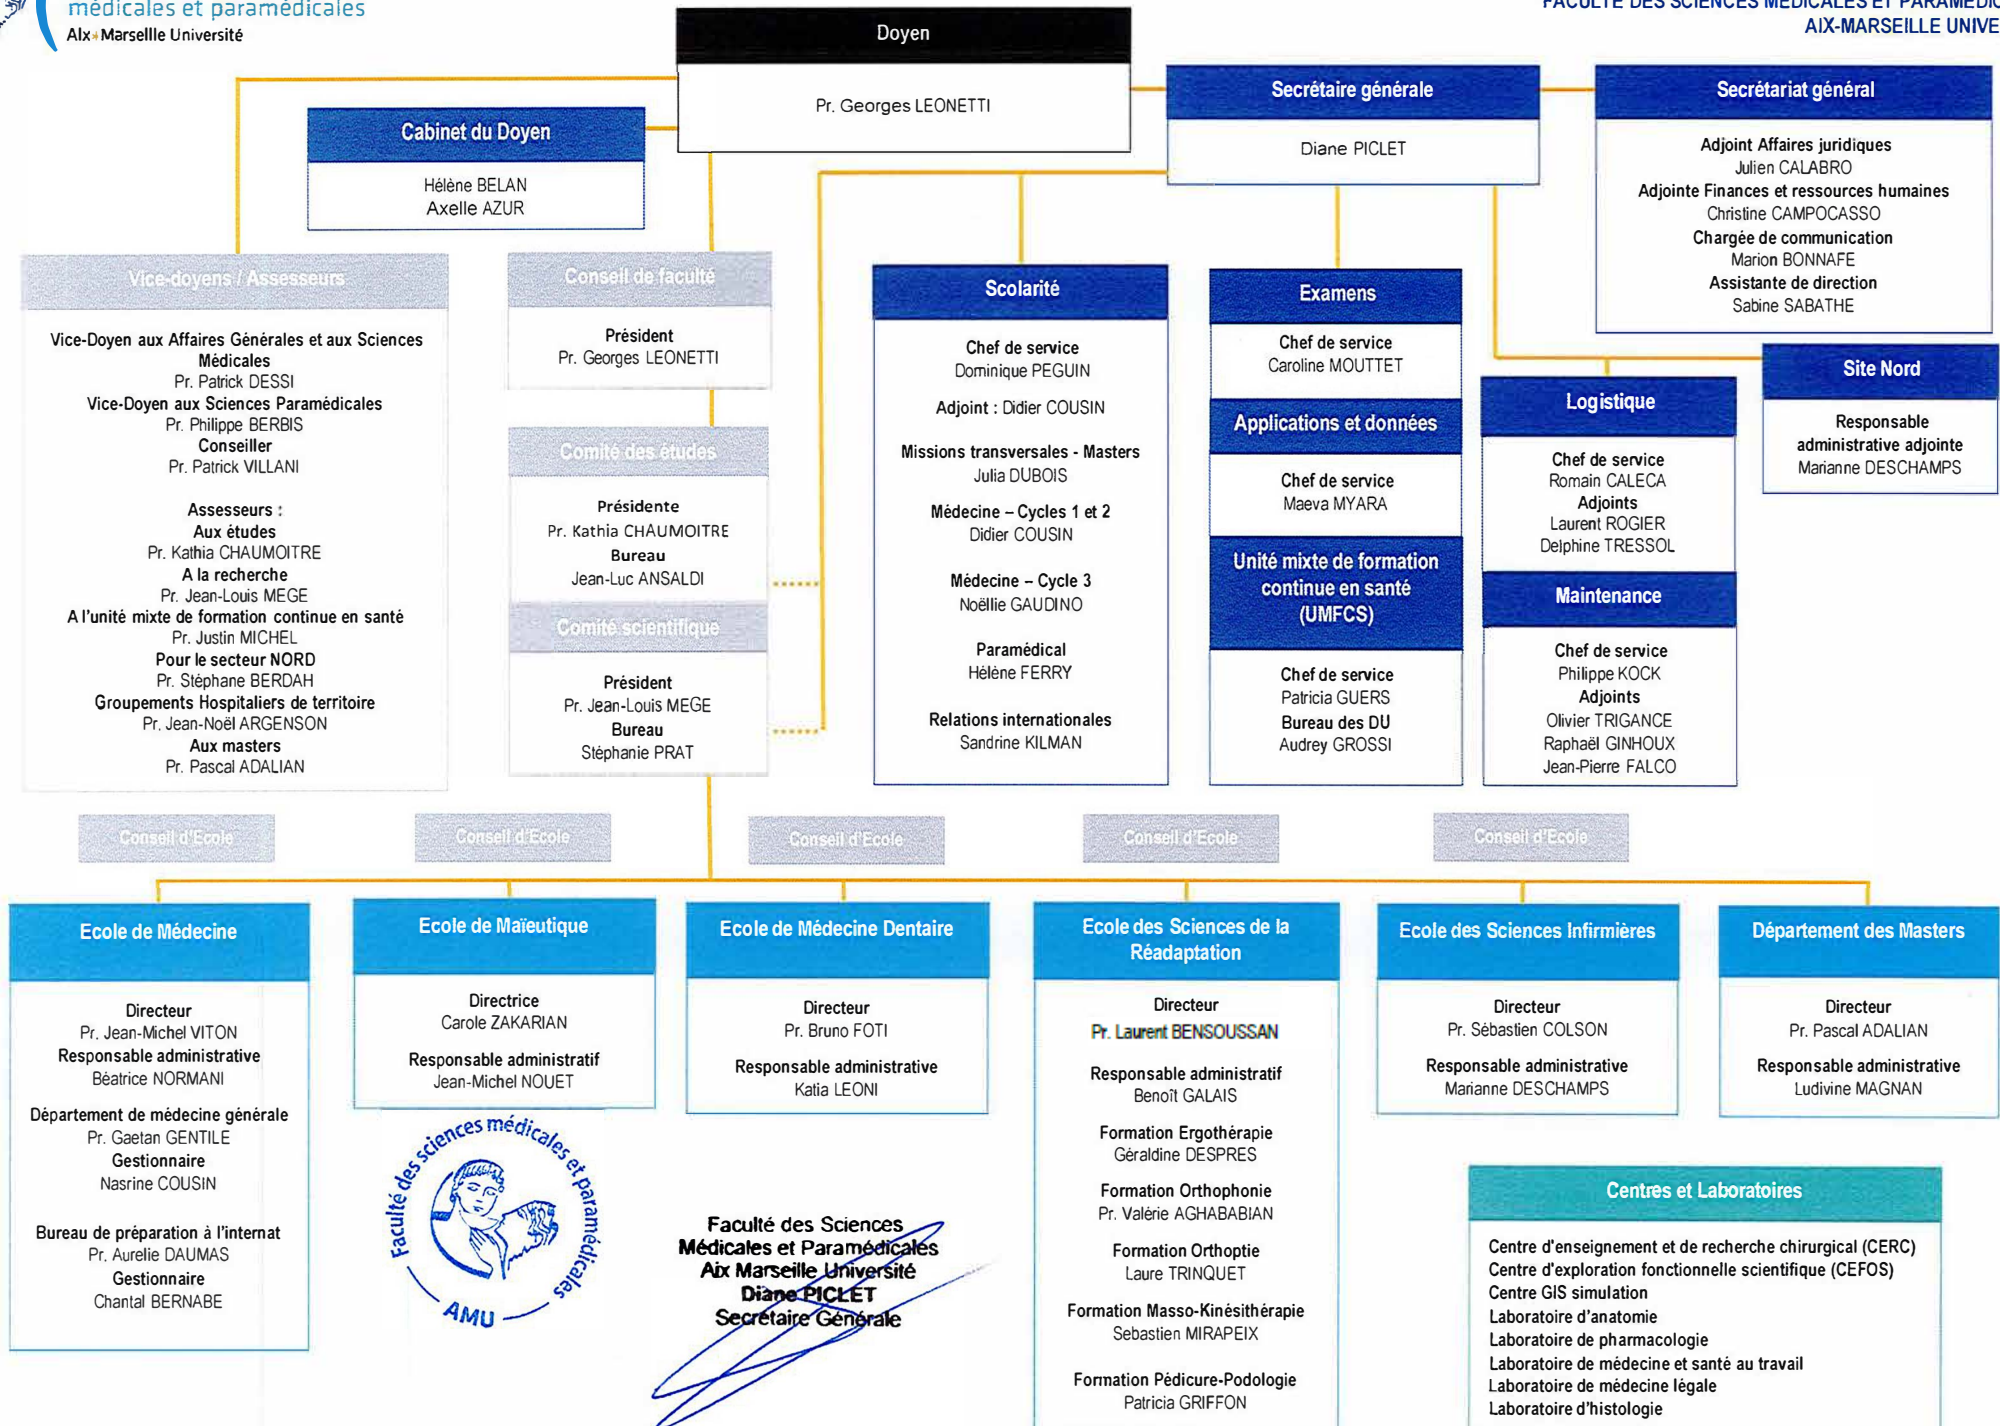 médicales et paramédicales
Aix*Marseille Université
FACULTE DES SCIENCES MEDICALES ET PARAMEDIC
AIX-MARSEILLE UNIVE
Doyen
Pr. Georges LEONETTI
Secrétaire générale
Diane PICLET
Secrétariat général
Adjoint Affaires juridiques
Julien CALABRO
Adjointe Finances et ressources humaines
Christine CAMPOCASSO
Chargée de communication
Marion BONNAFE
Assistante de direction
Sabine SABATHE
Cabinet du Doyen
Hélène BELAN
Axelle AZUR
Vice-doyens / Assesseurs
Vice-Doyen aux Affaires Générales et aux Sciences
Médicales
Pr. Patrick DESSI
Vice-Doyen aux Sciences Paramédicales
Pr. Philippe BERBIS
Conseiller
Pr. Patrick VILLANI
Assesseurs :
Aux études
Pr. Kathia CHAUMOITRE
A la recherche
Pr. Jean-Louis MEGE
A l'unité mixte de formation continue en santé
Pr. Justin MICHEL
Pour le secteur NORD
Pr. Stéphane BERDAH
Groupements Hospitaliers de territoire
Pr. Jean-Noël ARGENSON
Aux masters
Pr. Pascal ADALIAN
Conseil de faculté
Président
Pr. Georges LEONETTI
Comité des études
Présidente
Pr. Kathia CHAUMOITRE
Bureau
Jean-Luc ANSALDI
Comité scientifique
Président
Pr. Jean-Louis MEGE
Bureau
Stéphanie PRAT
Scolarité
Chef de service
Dominique PEGUIN
Adjoint : Didier COUSIN
Missions transversales - Masters
Julia DUBOIS
Médecine – Cycles 1 et 2
Didier COUSIN
Médecine – Cycle 3
Noëllie GAUDINO
Paramédical
Hélène FERRY
Relations internationales
Sandrine KILMAN
Examens
Chef de service
Caroline MOUTTET
Applications et données
Chef de service
Maeva MYARA
Unité mixte de formation
continue en santé
(UMFCS)
Chef de service
Patricia GUERS
Bureau des DU
Audrey GROSSI
Logistique
Chef de service
Romain CALECA
Adjoints
Laurent ROGIER
Delphine TRESSOL
Maintenance
Chef de service
Philippe KOCK
Adjoints
Olivier TRIGANCE
Raphaël GINHOUX
Jean-Pierre FALCO
Site Nord
Responsable
administrative adjointe
Marianne DESCHAMPS
Conseil d'Ecole
Conseil d'Ecole
Conseil d'Ecole
Conseil d'Ecole
Conseil d'Ecole
Ecole de Médecine
Directeur
Pr. Jean-Michel VITON
Responsable administrative
Béatrice NORMANI
Département de médecine générale
Pr. Gaetan GENTILE
Gestionnaire
Nasrine COUSIN
Bureau de préparation à l'internat
Pr. Aurelie DAUMAS
Gestionnaire
Chantal BERNABE
Ecole de Maïeutique
Directrice
Carole ZAKARIAN
Responsable administratif
Jean-Michel NOUET
Ecole de Médecine Dentaire
Directeur
Pr. Bruno FOTI
Responsable administrative
Katia LEONI
Ecole des Sciences de la
Réadaptation
Directeur
Pr. Laurent BENSOUSSAN
Responsable administratif
Benoît GALAIS
Formation Ergothérapie
Géraldine DESPRES
Formation Orthophonie
Pr. Valérie AGHABABIAN
Formation Orthoptie
Laure TRINQUET
Formation Masso-Kinésithérapie
Sebastien MIRAPEIX
Formation Pédicure-Podologie
Patricia GRIFFON
Ecole des Sciences Infirmières
Directeur
Pr. Sébastien COLSON
Responsable administrative
Marianne DESCHAMPS
Département des Masters
Directeur
Pr. Pascal ADALIAN
Responsable administrative
Ludivine MAGNAN
Faculté des sciences médicales et paramédicales
AMU
Faculté des Sciences
Médicales et Paramédicales
Aix Marseille Université
Diane PICLET
Secrétaire Générale
Centres et Laboratoires
Centre d'enseignement et de recherche chirurgical (CERC)
Centre d'exploration fonctionnelle scientifique (CEFOS)
Centre GIS simulation
Laboratoire d'anatomie
Laboratoire de pharmacologie
Laboratoire de médecine et santé au travail
Laboratoire de médecine légale
Laboratoire d'histologie